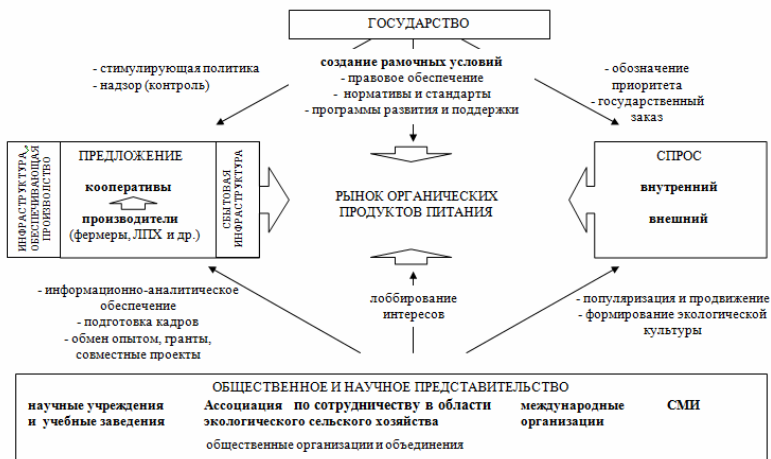 ГОСУДАРСТВО
- стимулирующая политика
- надзор (контроль)
создание рамочных условий
- правовое обеспечение
- нормативы и стандарты
- программы развития и поддержки
- обозначение
приоритета
- государственный
заказ
ИНФРАСТРУКТУРА,
ОБЕСПЕЧИВАЮЩАЯ
ПРОИЗВОЛСТВО
ПРЕДЛОЖЕНИЕ
кооперативы
производители
(фермеры, ЛПХ и др.)
СБЫТОВАЯ
ИНФРАСТРУКТУРА
РЫНОК ОРГАНИЧЕСКИХ
ПРОДУКТОВ ПИТАНИЯ
СПРОС
внутренний
внешний
- информационно-аналитическое
обеспечение
- подготовка кадров
- обмен опытом, гранты,
совместные проекты
лоббирование
интересов
- популяризация и продвижение
- формирование экологической
культуры
ОБЩЕСТВЕННОЕ И НАУЧНОЕ ПРЕДСТАВИТЕЛЬСТВО
научные учреждения
и учебные заведения
Ассоциация по сотрудничеству в области
экологического сельского хозяйства
международные
организации
СМИ
общественные организации и объединения